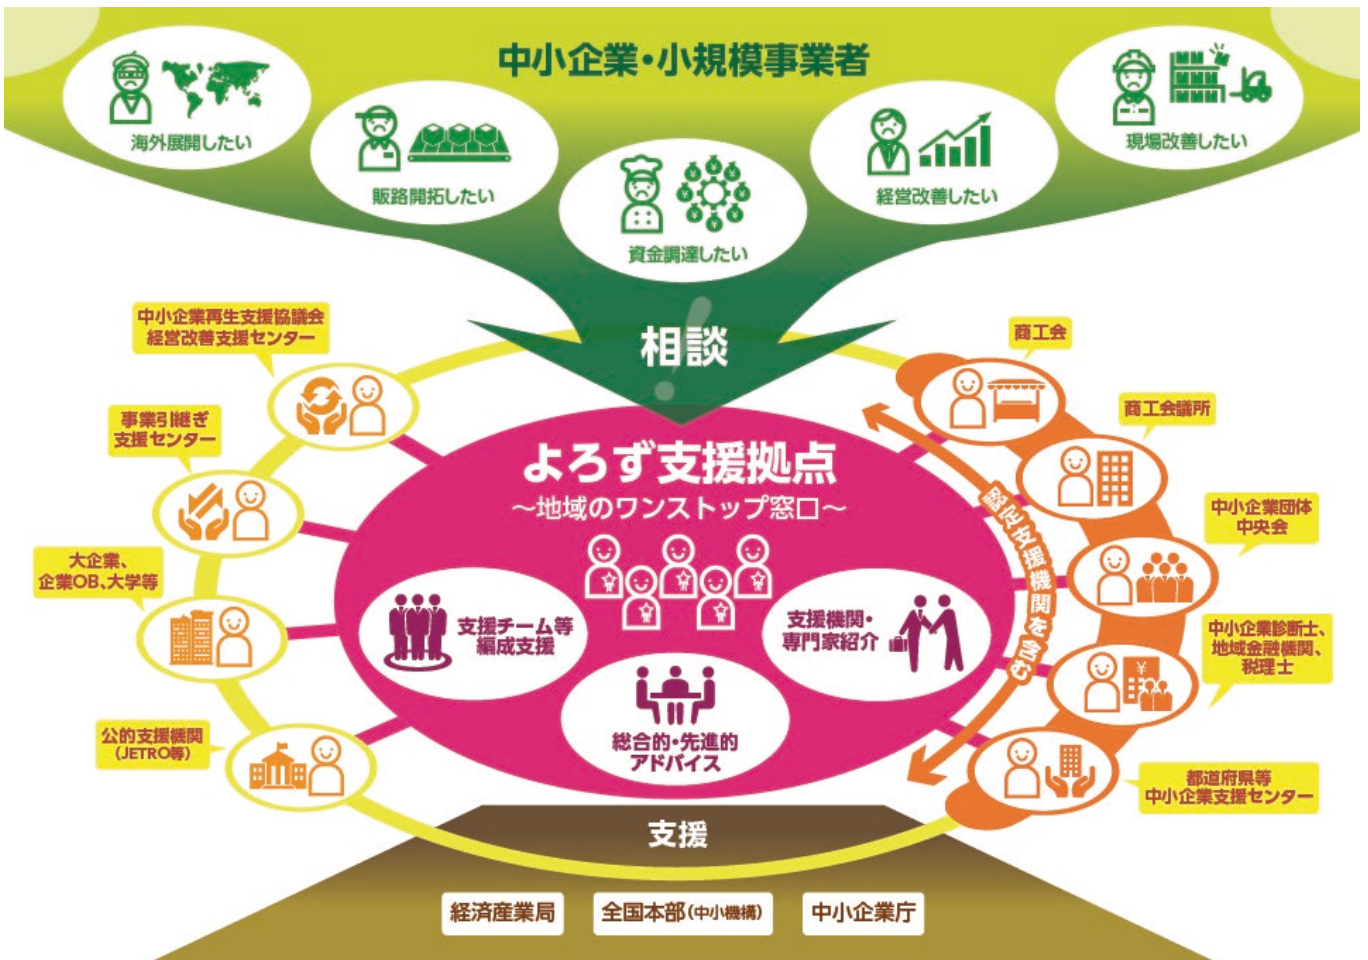 中小企業・小規模事業者
海外展開したい
販路開拓したい
資金調達したい
経営改善したい
現場改善したい
相談
中小企業再生支援協議会
経営改善支援センター
事業引継ぎ
支援センター
大企業、
企業OB、大学等
公的支援機関
(JETRO等)
よろず支援拠点
~地域のワンストップ窓口~
支援チーム等
編成支援
総合的・先進的
アドバイス
支援機関・
専門家紹介
認定支援機関を含む
商工会
商工会議所
中小企業団体
中央会
中小企業診断士、
地域金融機関、
税理士
都道府県等
中小企業支援センター
支援
経済産業局
全国本部(中小機構)
中小企業庁